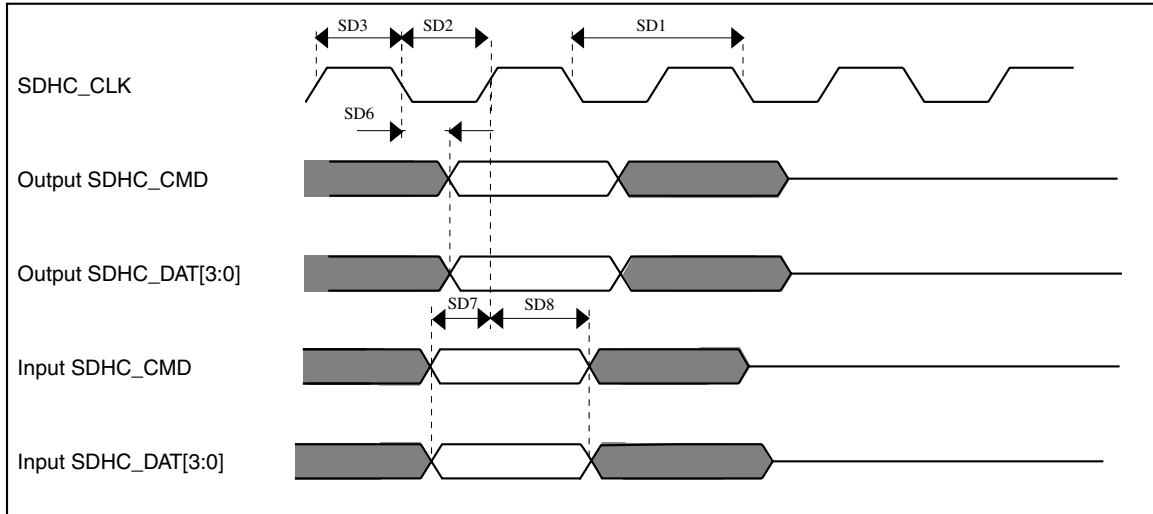 SD3
SD2
SD1
SDHC_CLK
SD6
Output SDHC_CMD
Output SDHC_DAT[3:0]
SD7
SD8
Input SDHC_CMD
Input SDHC_DAT[3:0]